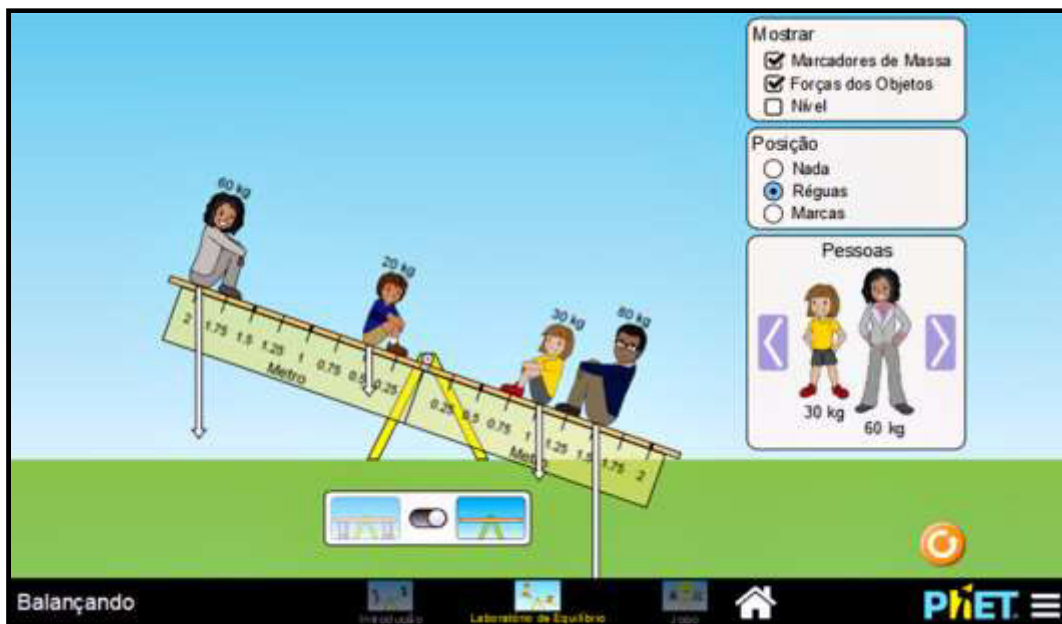 Mostrar
Marcadores de Massa
Forças dos Objetos
Nível
Posição
Nada
Réguas
Marcas
Pessoas
30 kg
60 kg
60 kg
20 kg
30 kg
80 kg
2 1.75 1.5 1.25 1 0.75 0.5 0.25
Metro
0.25 0.5 0.75 1 1.25 1.5 1.75 2
Metro
Balançando
Introdução
Laboratório de Equilíbrio
Jogo
PhET